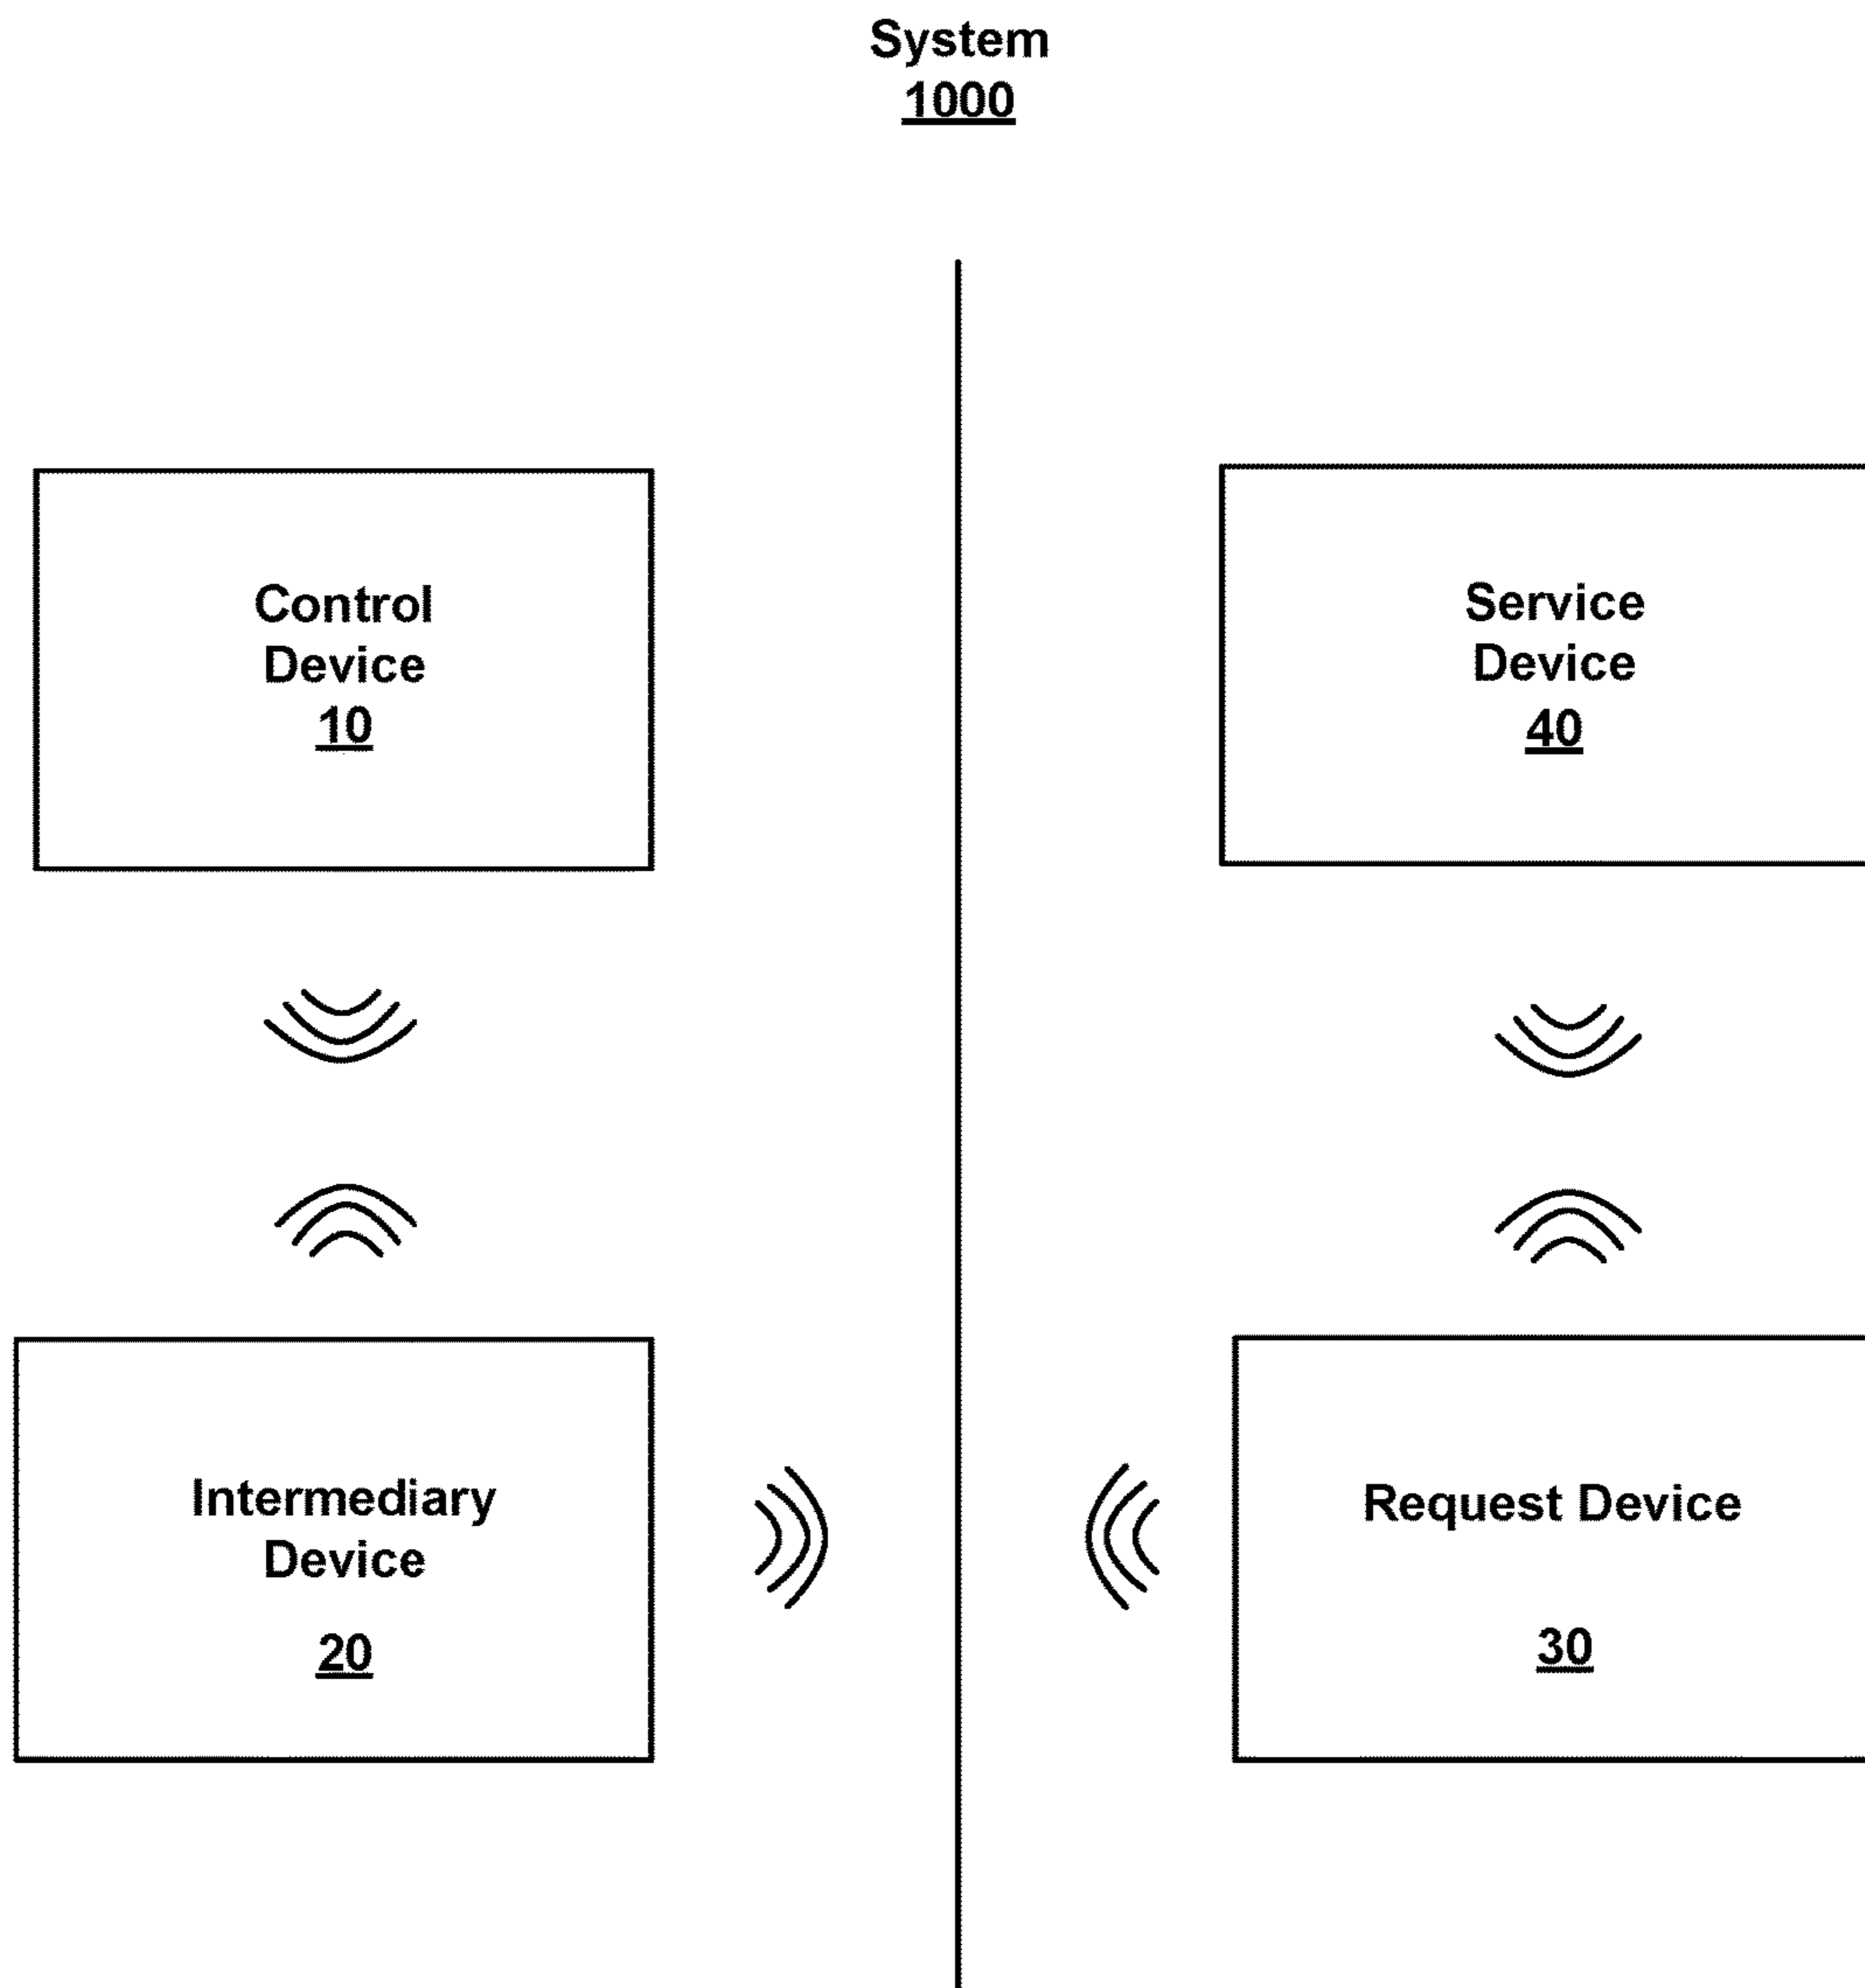 System
1000
Control
Device
10
Service
Device
40
Intermediary
Device
20
Request Device
30